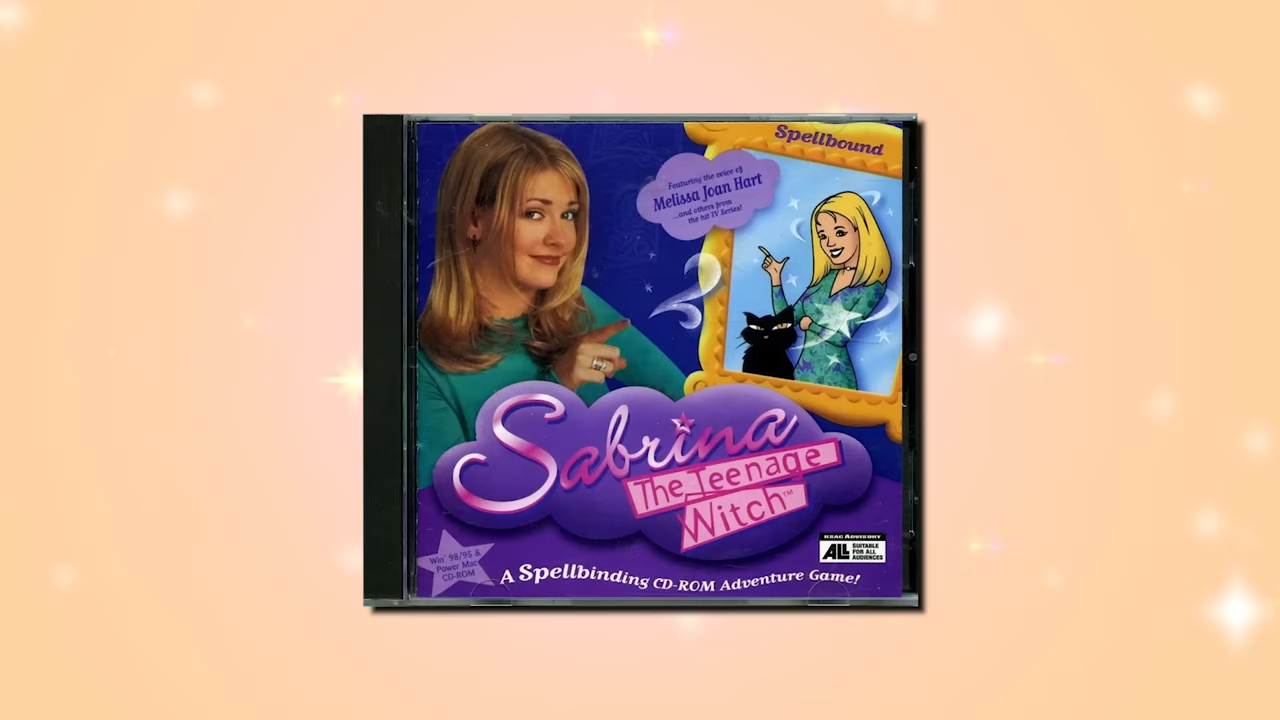 Spellbound
Featuring the voice of
Melissa Joan Hart
...and others from
the hit TV Series!
Sabrina
The Teenage
Witch™
RSAC ADVISORY
ALL SUITABLE
FOR ALL
AUDIENCES
Win' 98/95 &
Power Mac
CD-ROM
A Spellbinding CD-ROM Adventure Game!